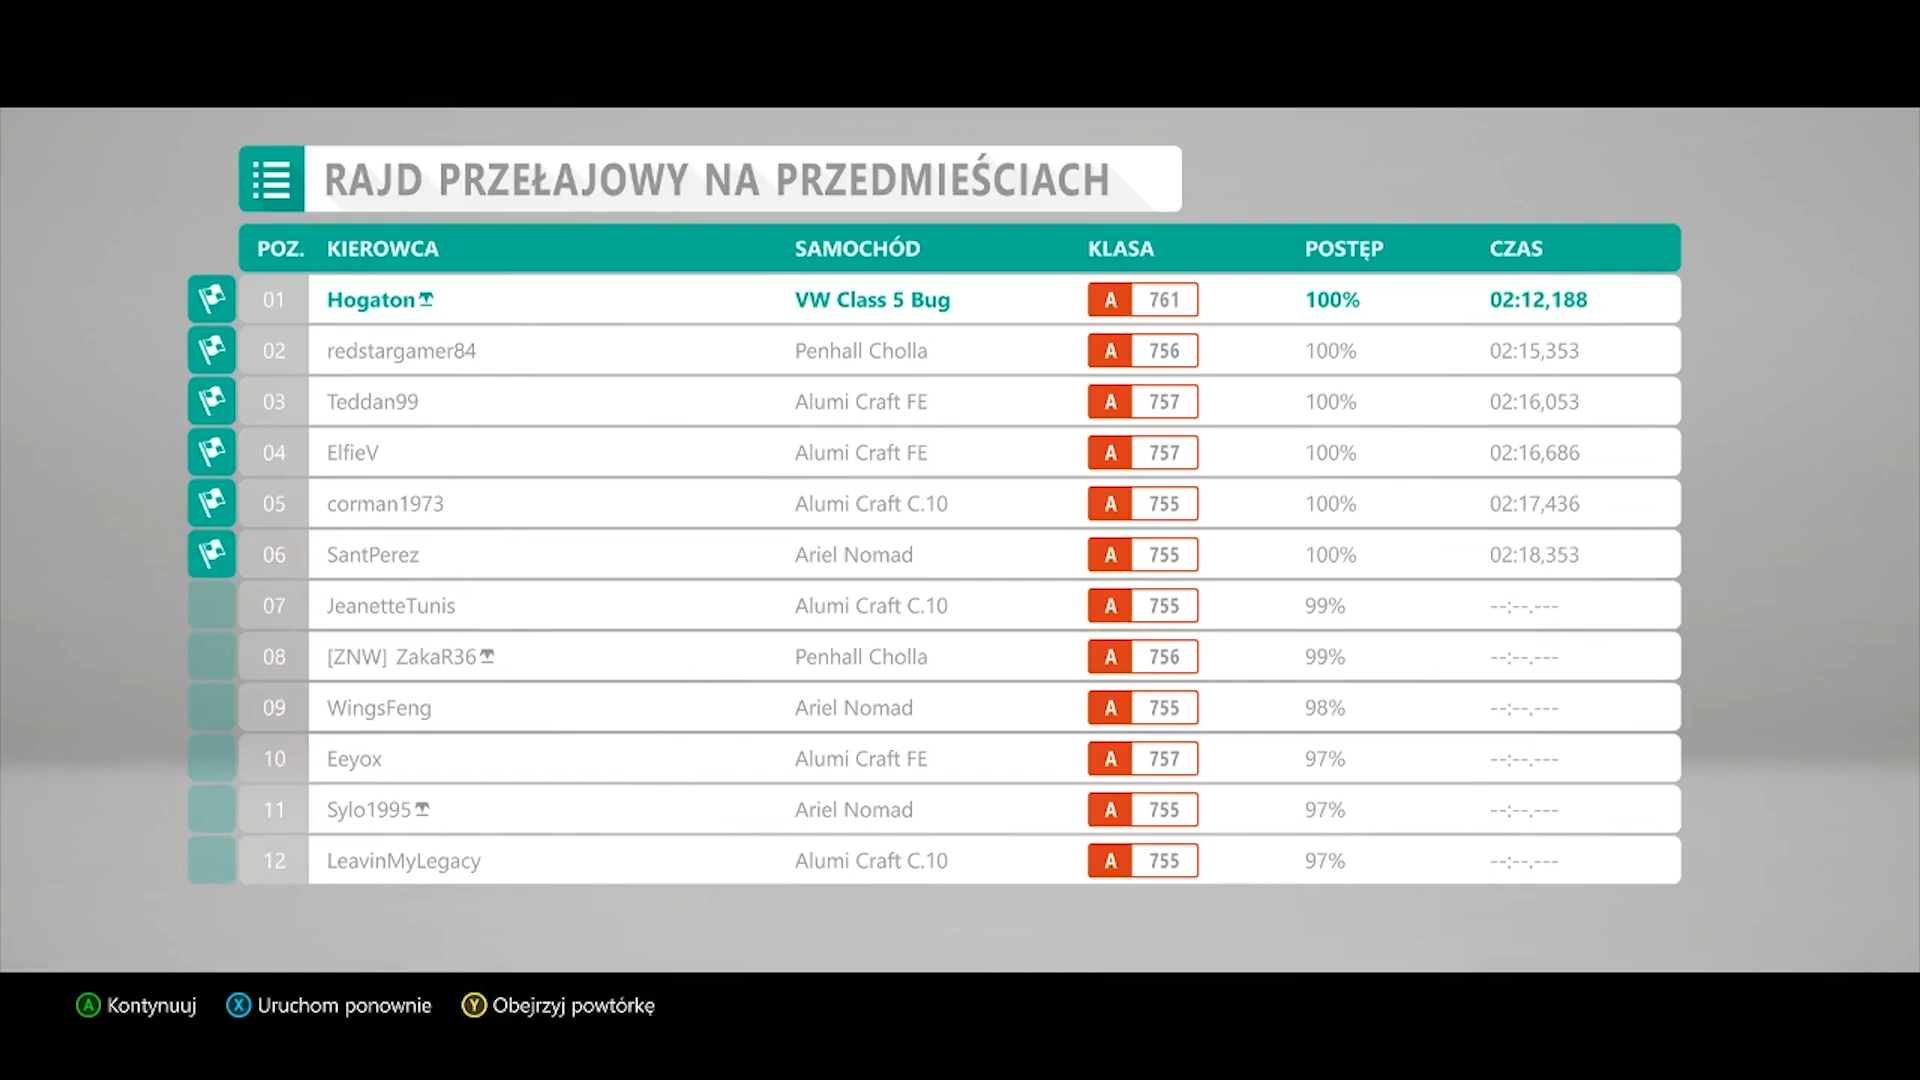 RAJD PRZEŁAJOWY NA PRZEDMIEŚCIACH
POZ. KIEROWCA SAMOCHÓD KLASA POSTĘP CZAS
01 Hogaton VW Class 5 Bug A 761 100% 02:12,188
02 redstargamer84 Penhall Cholla A 756 100% 02:15,353
03 Teddan99 Alumi Craft FE A 757 100% 02:16,053
04 ElfieV Alumi Craft FE A 757 100% 02:16,686
05 corman1973 Alumi Craft C.10 A 755 100% 02:17,436
06 SantPerez Ariel Nomad A 755 100% 02:18,353
07 JeanetteTunis Alumi Craft C.10 A 755 99% --:--.---
08 [ZNW] ZakaR36 Penhall Cholla A 756 99% --:--.---
09 WingsFeng Ariel Nomad A 755 98% --:--.---
10 Eeyox Alumi Craft FE A 757 97% --:--.---
11 Sylo1995 Ariel Nomad A 755 97% --:--.---
12 LeavinMyLegacy Alumi Craft C.10 A 755 97% --:--.---
A Kontynuuj X Uruchom ponownie Y Obejrzyj powtórkę